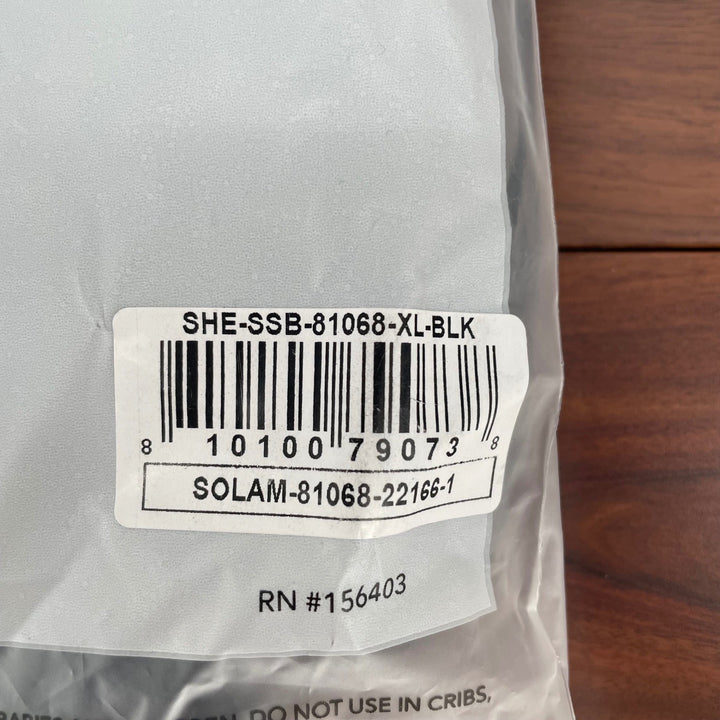 SHE-SSB-81068-XL-BLK
8 10100 79073 8
SOLAM-81068-22166-1
RN #156403
DO NOT USE IN CRIBS,